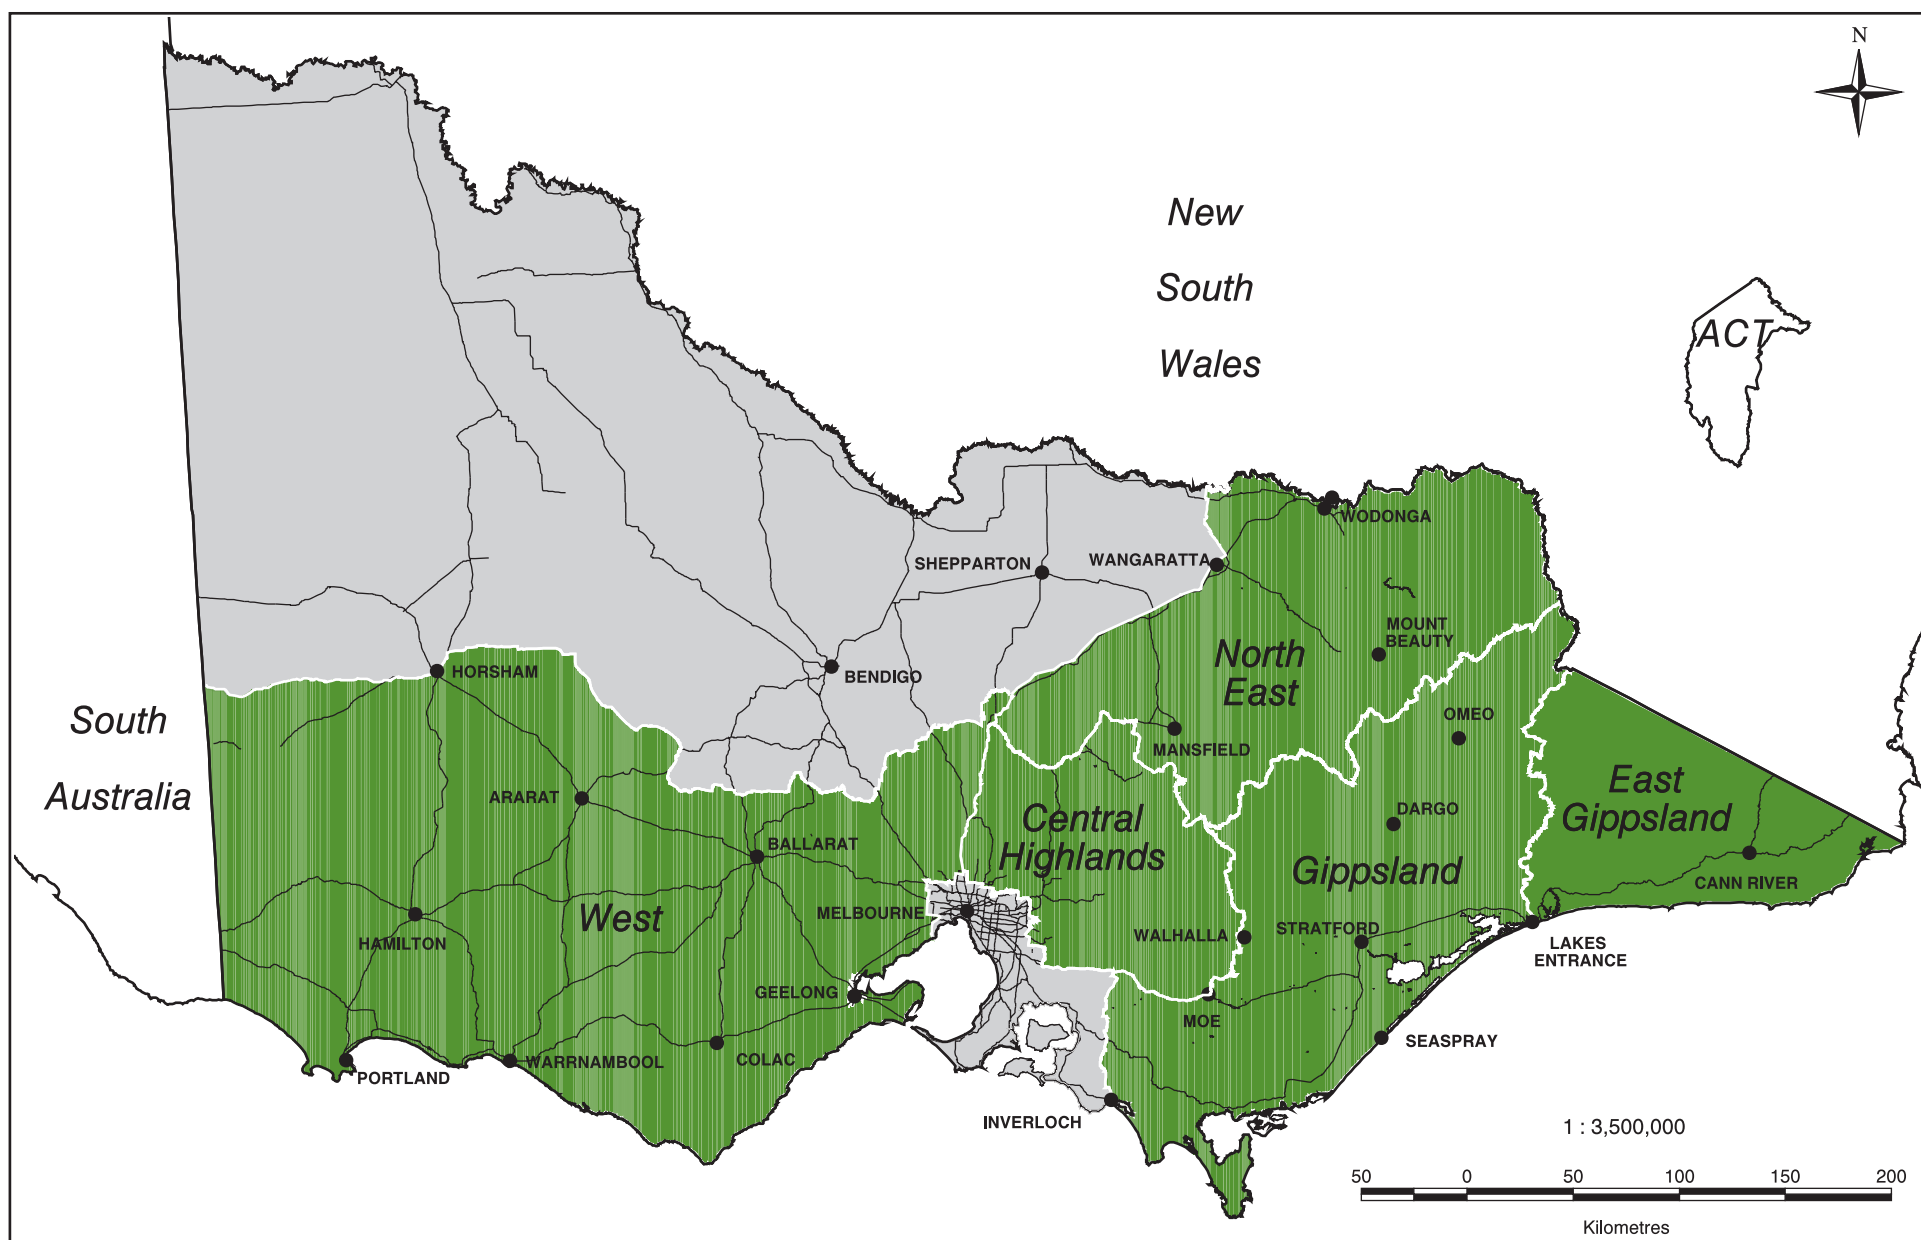 N
New
South
Wales
ACT
WODONGA
SHEPPARTON
WANGARATTA
MOUNT
BEAUTY
North
East
HORSHAM
BENDIGO
South
Australia
OMEO
MANSFIELD
ARARAT
East
Gippsland
DARGO
Central
Highlands
BALLARAT
Gippsland
CANN RIVER
West
MELBOURNE
HAMILTON
WALHALLA
STRATFORD
LAKES
ENTRANCE
GEELONG
MOE
SEASPRAY
PORTLAND
WARRNAMBOOL
COLAC
INVERLOCH
1 : 3,500,000
50 0 50 100 150 200
Kilometres